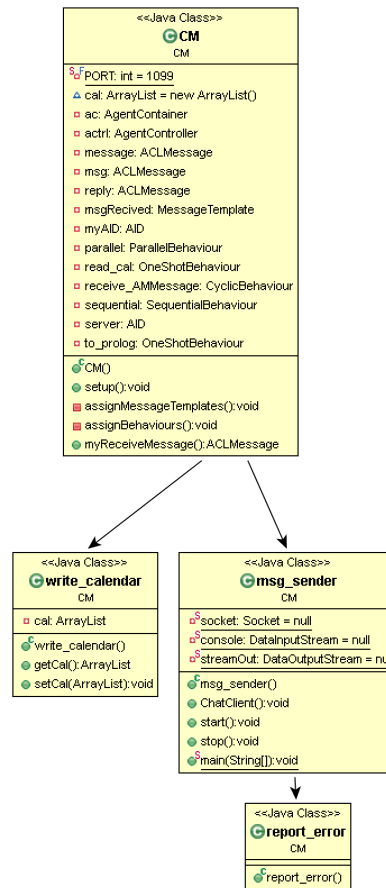 <<Java Class>>
CM
CM
PORT: int = 1099
cal: ArrayList = new ArrayList()
ac: AgentContainer
actrl: AgentController
message: ACLMessage
msg: ACLMessage
reply: ACLMessage
msgRecived: MessageTemplate
myAID: AID
parallel: ParallelBehaviour
read_cal: OneShotBehaviour
receive_AMMessage: CyclicBehaviour
sequential: SequentialBehaviour
server: AID
to_prolog: OneShotBehaviour
CM()
setup():void
assignMessageTemplates():void
assignBehaviours():void
myReceiveMessage():ACLMessage
<<Java Class>>
write_calendar
CM
cal: ArrayList
write_calendar()
getCal():ArrayList
setCal(ArrayList):void
<<Java Class>>
msg_sender
CM
socket: Socket = null
console: DataInputStream = null
streamOut: DataOutputStream = nu
msg_sender()
ChatClient():void
start():void
stop():void
main(String[]):void
<<Java Class>>
report_error
CM
report_error()